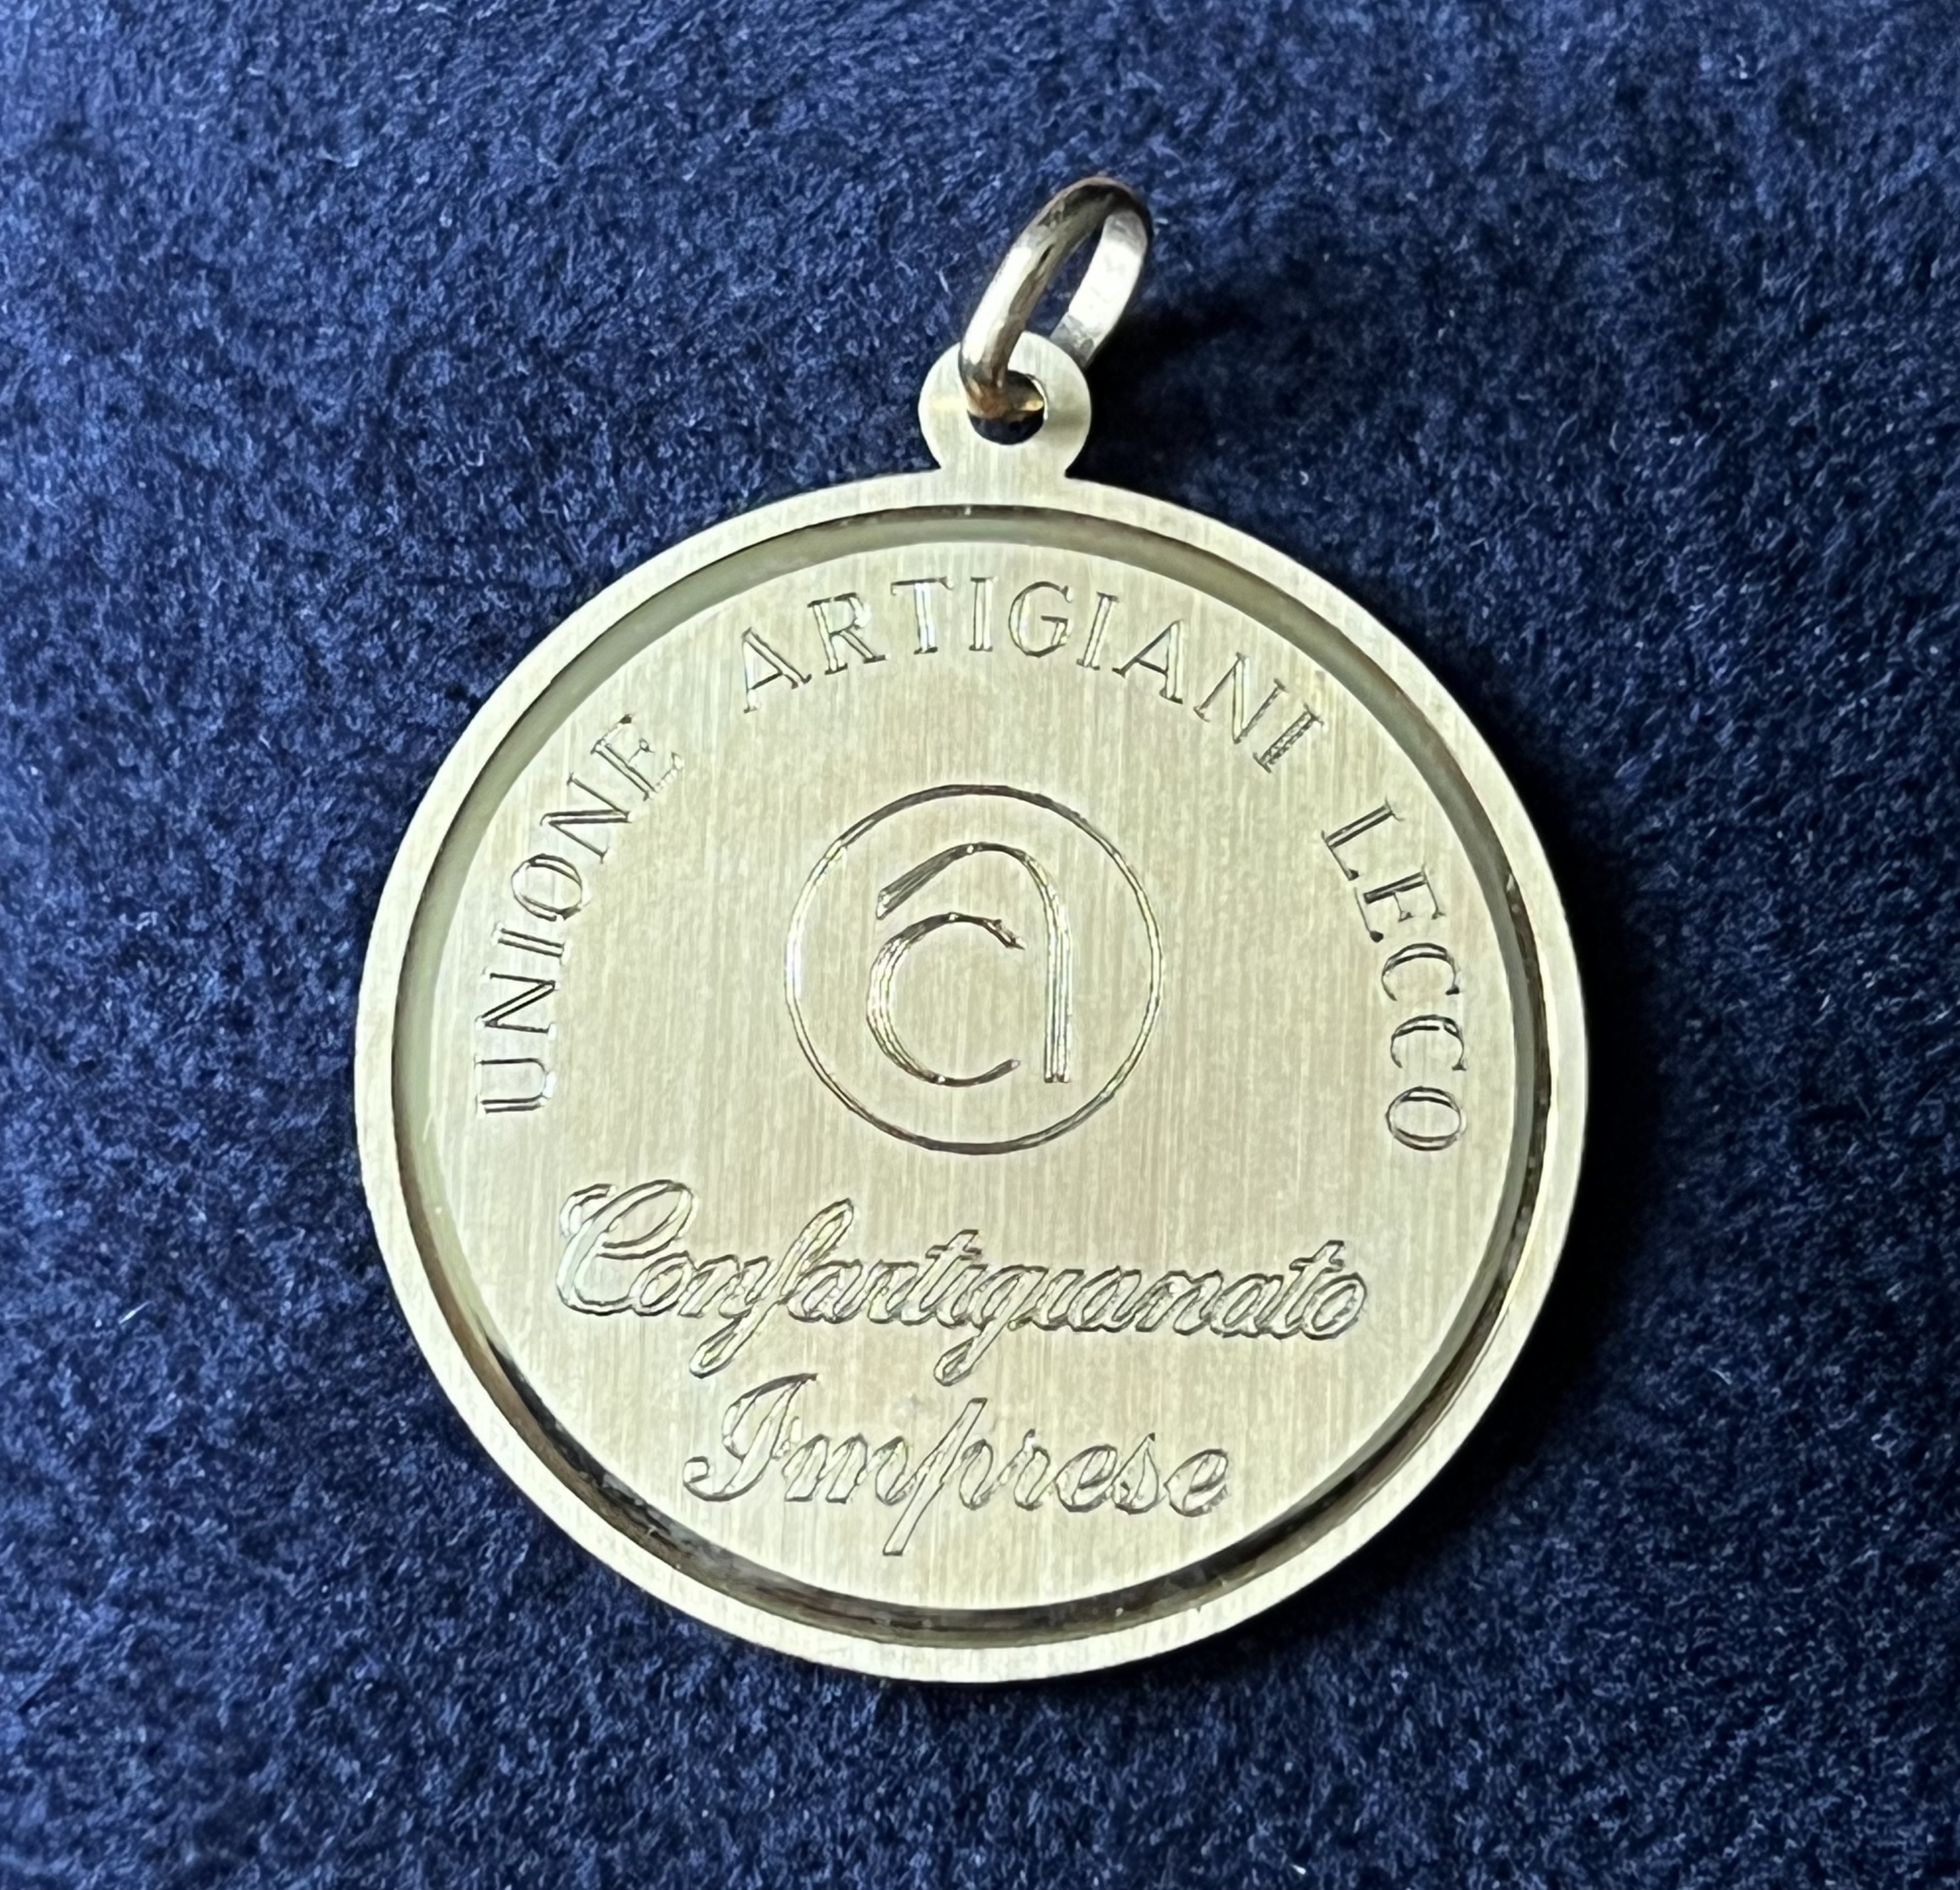 UNIONE ARTIGIANI LECCO
a
Confartigianato
Imprese